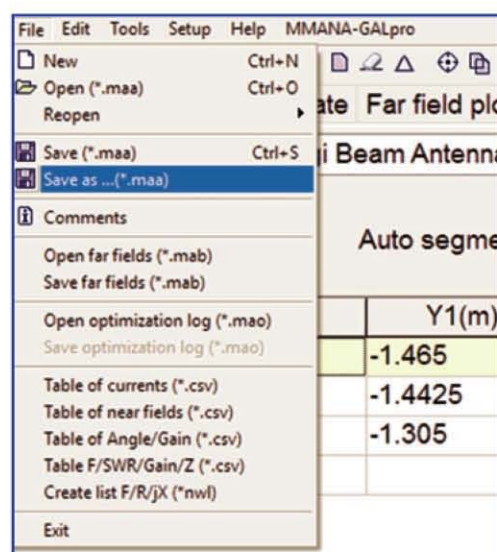 File Edit Tools Setup Help MMANA-GALpro
New Ctrl+N
Open (*.maa) Ctrl+O
Reopen
Save (*.maa) Ctrl+S
Save as ...(*.maa)
Comments
Open far fields (*.mab)
Save far fields (*.mab)
Open optimization log (*.mao)
Save optimization log (*.mao)
Table of currents (*.csv)
Table of near fields (*.csv)
Table of Angle/Gain (*.csv)
Table F/SWR/Gain/Z (*.csv)
Create list F/R/jX (*nwl)
Exit
ate Far field plo
gi Beam Antenna
Auto segme
Y1(m)
-1.465
-1.4425
-1.305